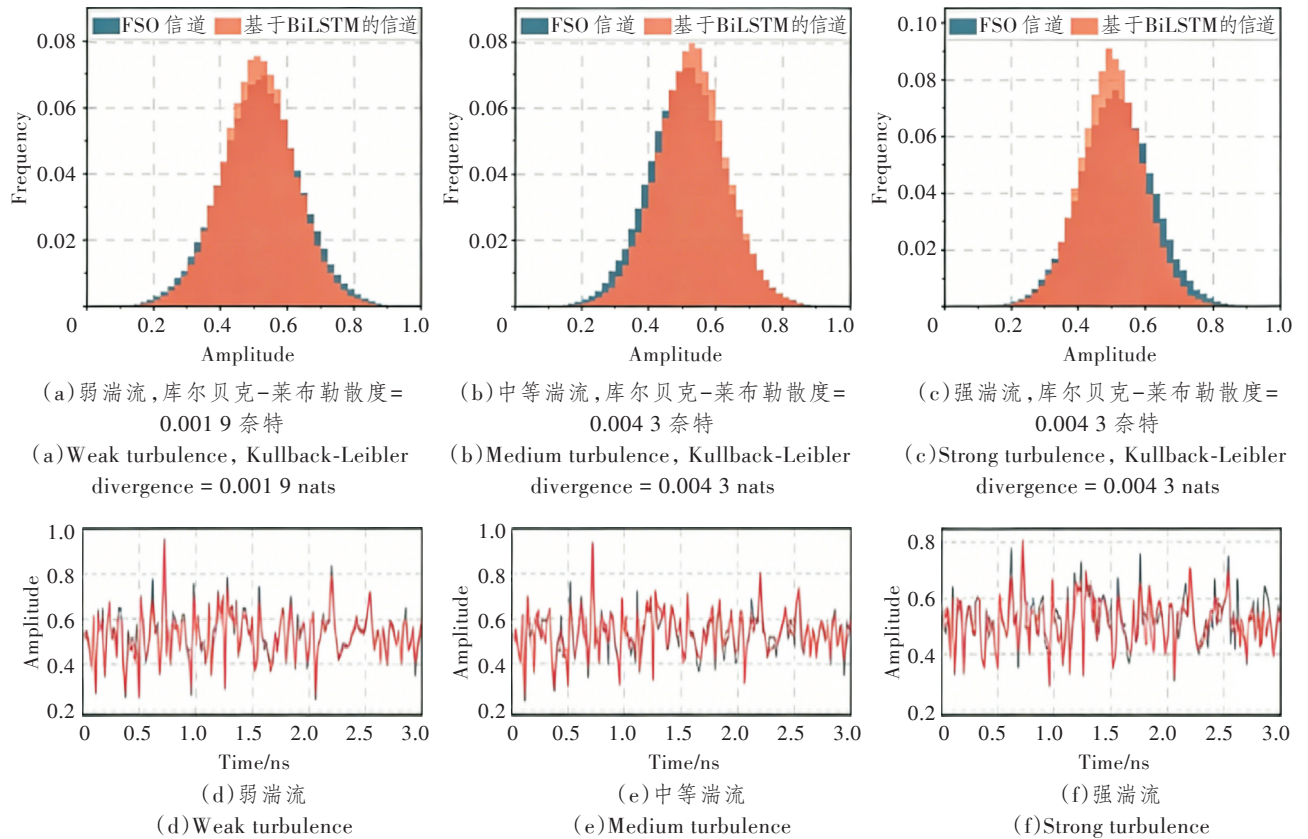 FSO 信道 基于BiLSTM的信道
0.08
0.06
0.04
0.02
Frequency
0 0.2 0.4 0.6 0.8 1.0
Amplitude
(a)弱湍流,库尔贝克-莱布勒散度=
0.001 9 奈特
(a)Weak turbulence, Kullback-Leibler
divergence = 0.001 9 nats
FSO 信道 基于BiLSTM的信道
0.08
0.06
0.04
0.02
Frequency
0 0.2 0.4 0.6 0.8 1.0
Amplitude
(b)中等湍流,库尔贝克-莱布勒散度=
0.004 3 奈特
(b)Medium turbulence, Kullback-Leibler
divergence = 0.004 3 nats
FSO 信道 基于BiLSTM的信道
0.10
0.08
0.06
0.04
0.02
Frequency
0 0.2 0.4 0.6 0.8 1.0
Amplitude
(c)强湍流,库尔贝克-莱布勒散度=
0.004 3 奈特
(c)Strong turbulence, Kullback-Leibler
divergence = 0.004 3 nats
1.0
0.8
0.6
0.4
0.2
Amplitude
0 0.5 1.0 1.5 2.0 2.5 3.0
Time/ns
(d)弱湍流
(d)Weak turbulence
1.0
0.8
0.6
0.4
0.2
Amplitude
0 0.5 1.0 1.5 2.0 2.5 3.0
Time/ns
(e)中等湍流
(e)Medium turbulence
0.8
0.6
0.4
0.2
Amplitude
0 0.5 1.0 1.5 2.0 2.5 3.0
Time/ns
(f)强湍流
(f)Strong turbulence